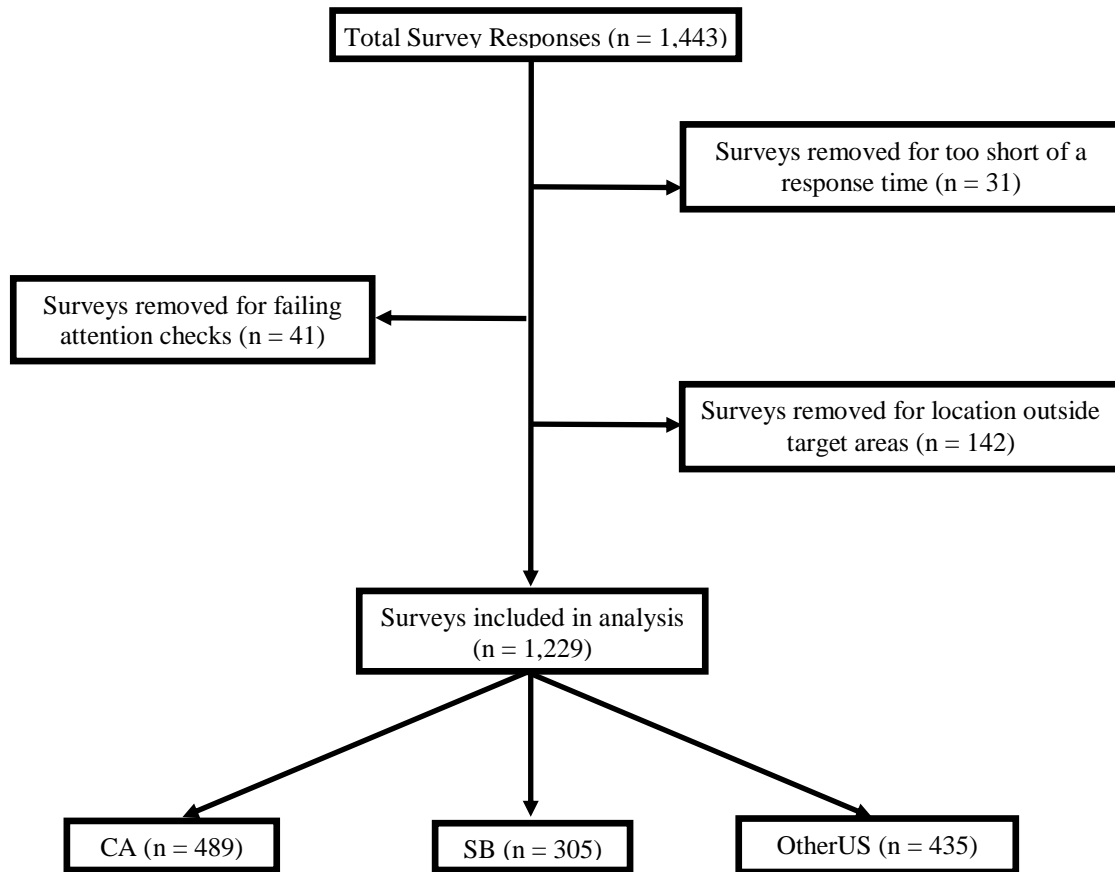 Total Survey Responses (n = 1,443)
Surveys removed for too short of a
response time (n = 31)
Surveys removed for failing
attention checks (n = 41)
Surveys removed for location outside
target areas (n = 142)
Surveys included in analysis
(n = 1,229)
CA (n = 489)
SB (n = 305)
OtherUS (n = 435)